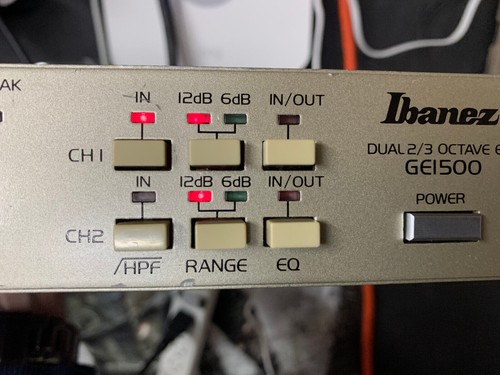 AK
IN 12dB 6dB IN/OUT
Ibanez
CH1
DUAL 2/3 OCTAVE E
GE1500
IN 12dB 6dB IN/OUT
POWER
CH2
/HPF RANGE EQ